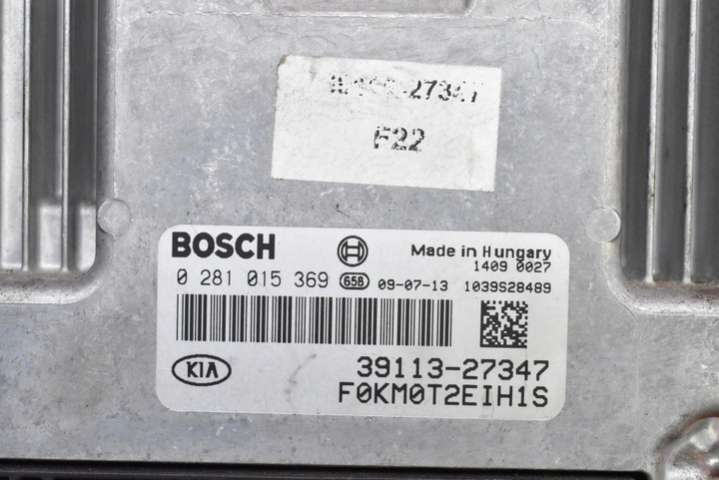 -27347
F22
BOSCH
Made in Hungary
1409 0027
0 281 015 369 658 09-07-13 1039S28489
KIA
39113-27347
F0KM0T2EIH1S